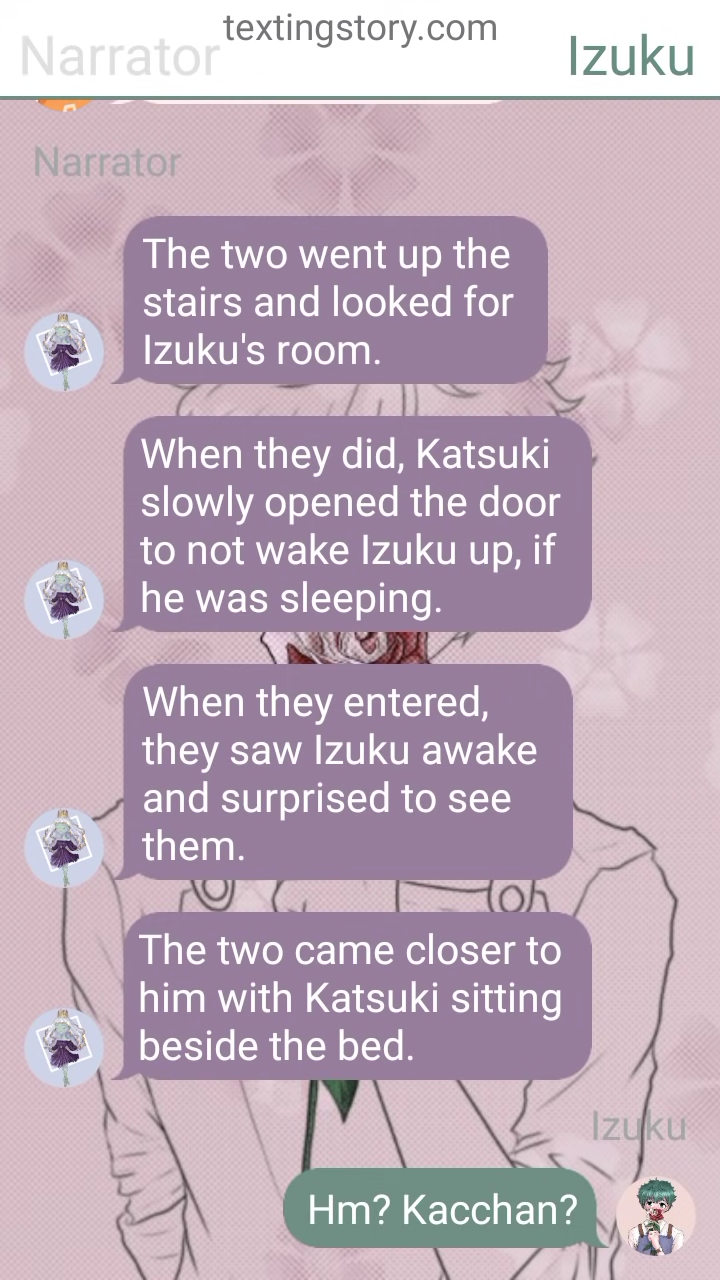 textingstory.com
Narrator
Izuku
Narrator
The two went up the
stairs and looked for
Izuku's room.
When they did, Katsuki
slowly opened the door
to not wake Izuku up, if
he was sleeping.
When they entered,
they saw Izuku awake
and surprised to see
them.
The two came closer to
him with Katsuki sitting
beside the bed.
Izuku
Hm? Kacchan?